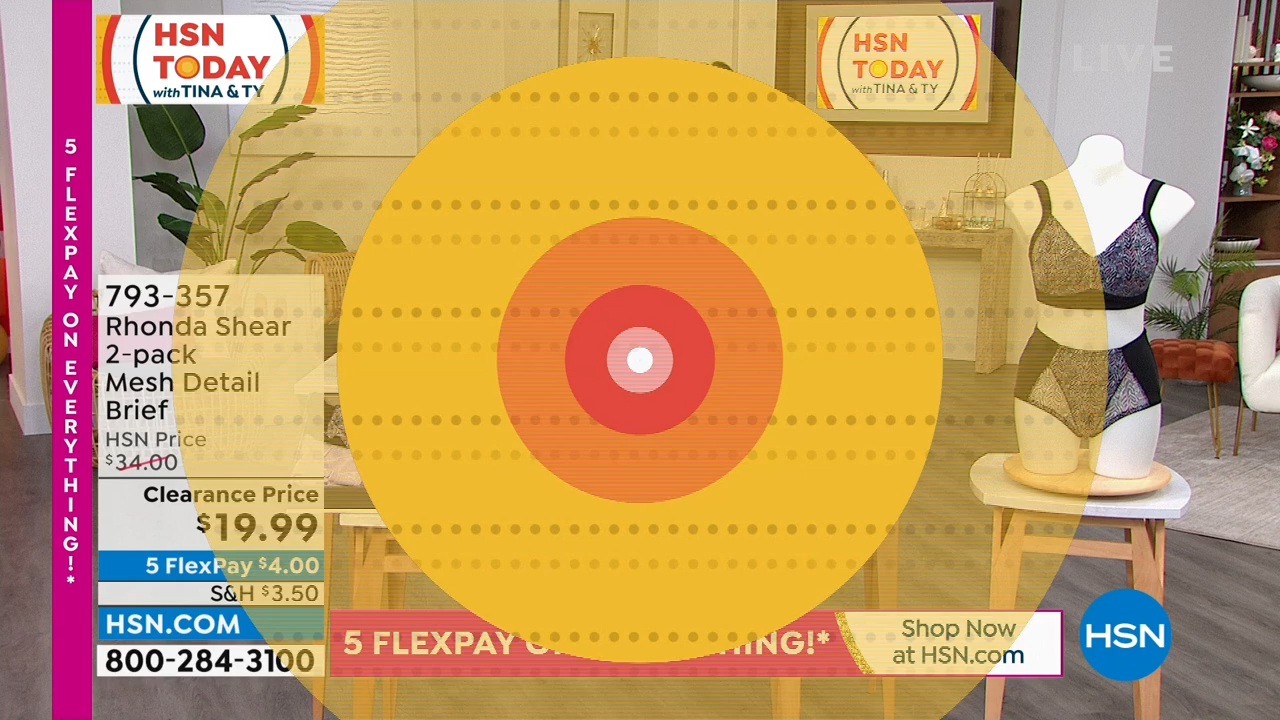 HSN
TODAY
with TINA & TY
HSN
TODAY
with TINA & TY
LIVE
5 FLEXPAY ON EVERYTHING!*
793-357
Rhonda Shear
2-pack
Mesh Detail
Brief
HSN Price
$34.00
Clearance Price
$19.99
5 FlexPay $4.00
S&H $3.50
HSN.COM
800-284-3100
5 FLEXPAY
Shop Now
at HSN.com
HSN